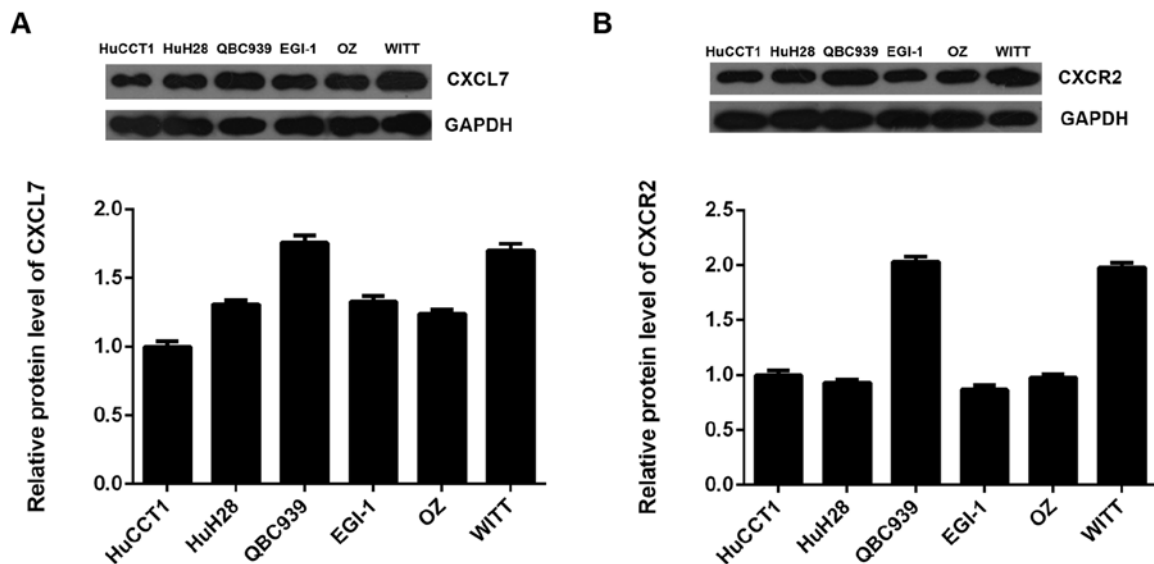 A
HuCCT1 HuH28 QBC939 EGI-1 OZ WITT
CXCL7
GAPDH
Relative protein level of CXCL7
2.0
1.5
1.0
0.5
0.0
HuCCT1 HuH28 QBC939 EGI-1 OZ WITT
B
HuCCT1 HuH28 QBC939 EGI-1 OZ WITT
CXCR2
GAPDH
Relative protein level of CXCR2
2.5
2.0
1.5
1.0
0.5
0.0
HuCCT1 HuH28 QBC939 EGI-1 OZ WITT